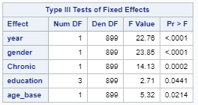 Type III Tests of Fixed Effects
Effect Num DF Den DF F Value Pr > F
year 1 899 22.76 <.0001
gender 1 899 23.85 <.0001
Chronic 1 899 14.13 0.0002
education 3 899 2.71 0.0441
age_base 1 899 5.32 0.0214